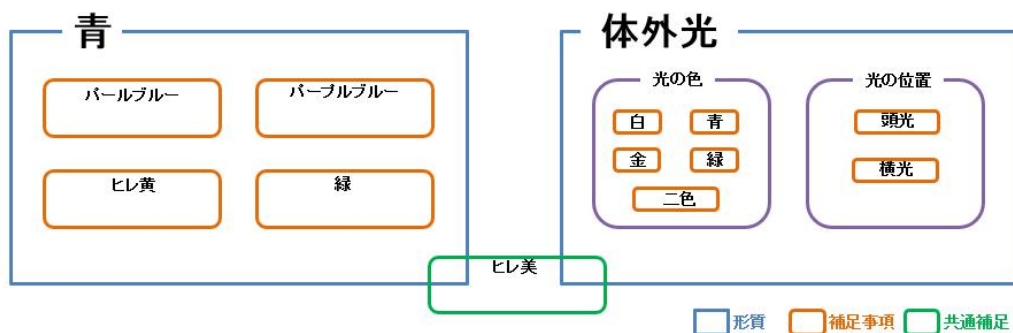 青
体外光
パールブルー
パープルブルー
ヒレ黄
緑
光の色
白
青
金
緑
二色
光の位置
頭光
横光
ヒレ美
形質
補足事項
共通補足